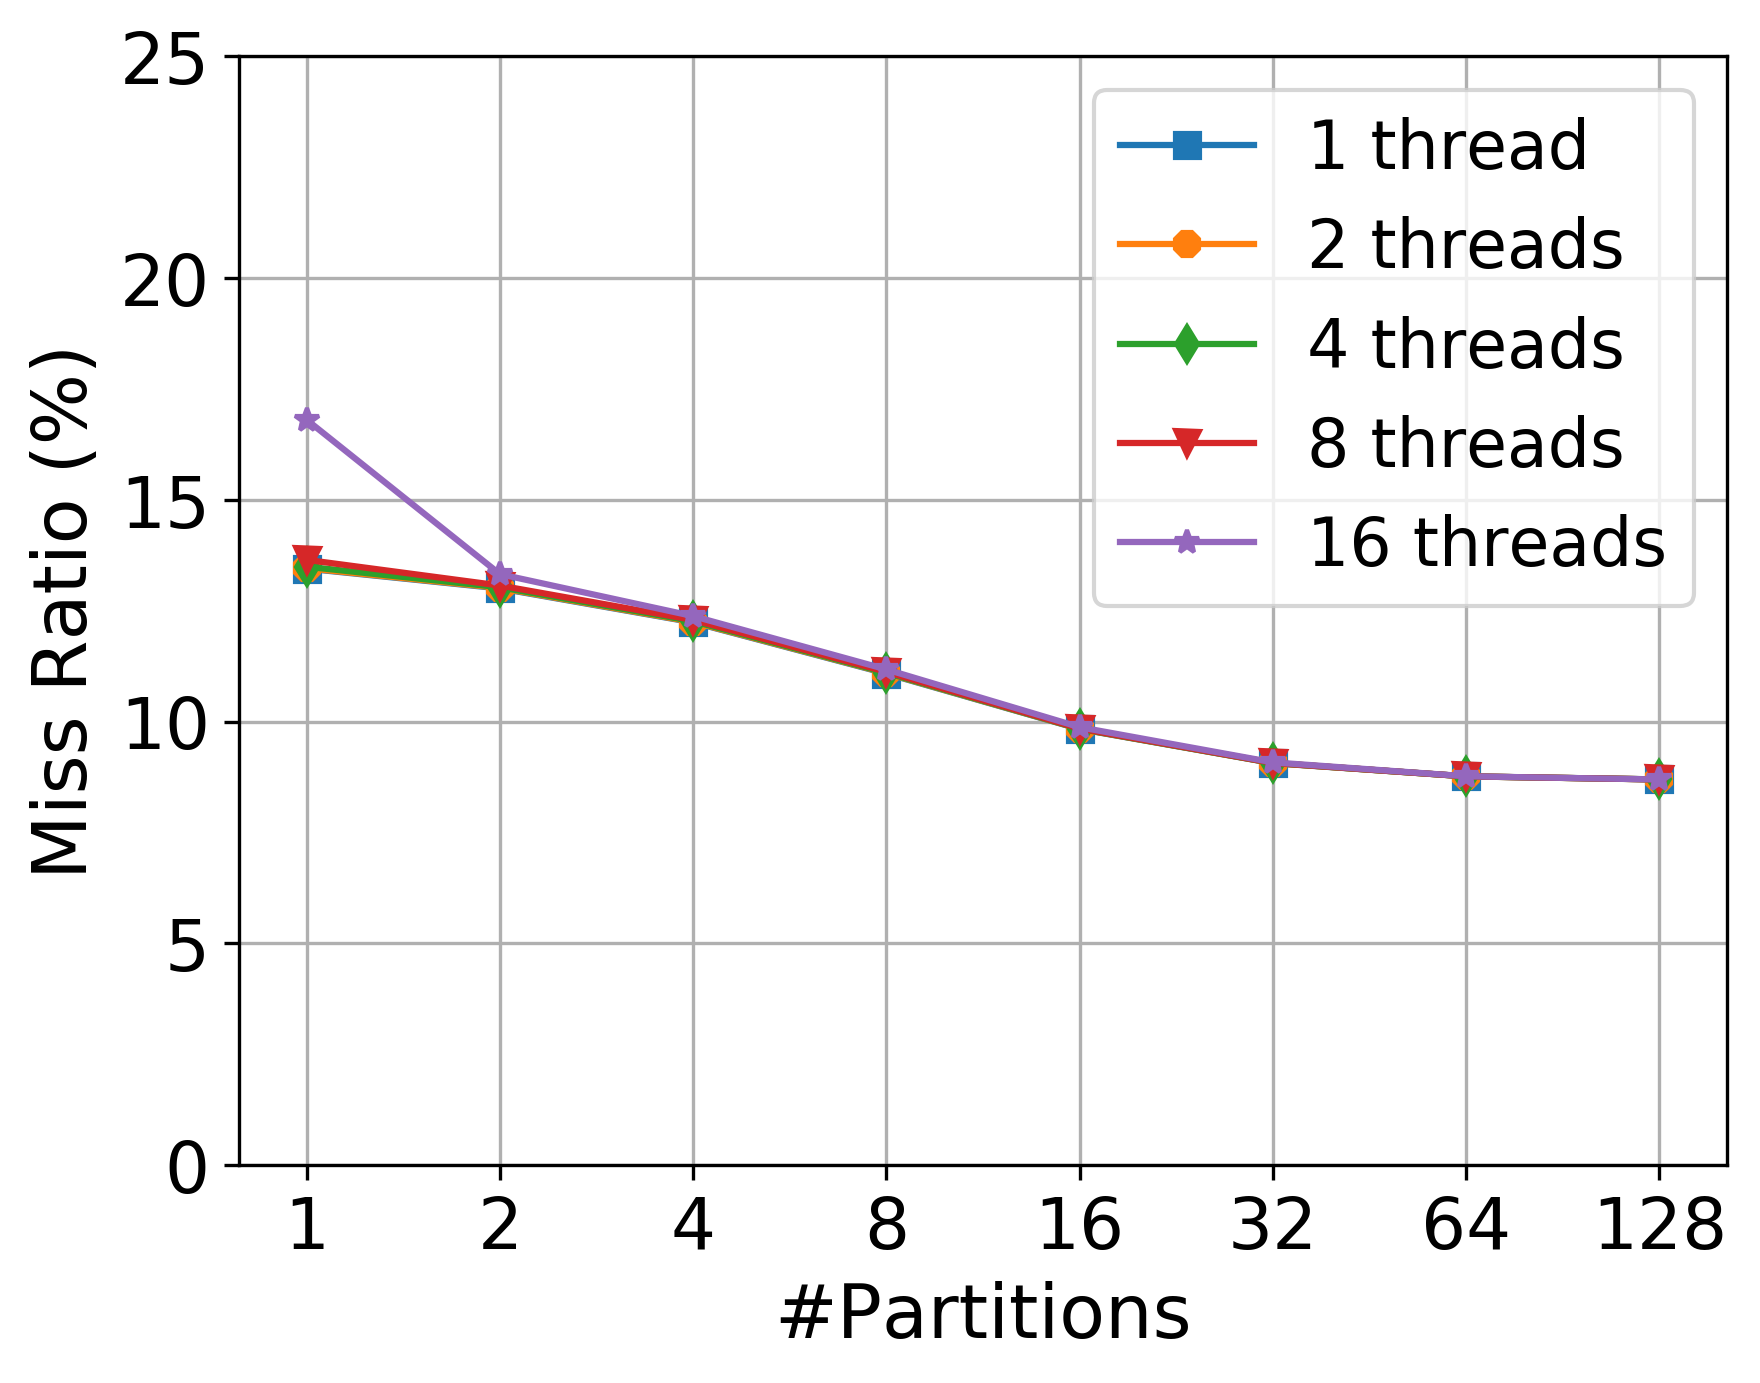 25
20
15
10
5
0
Miss Ratio (%)
1 thread
2 threads
4 threads
8 threads
16 threads
1 2 4 8 16 32 64 128
#Partitions